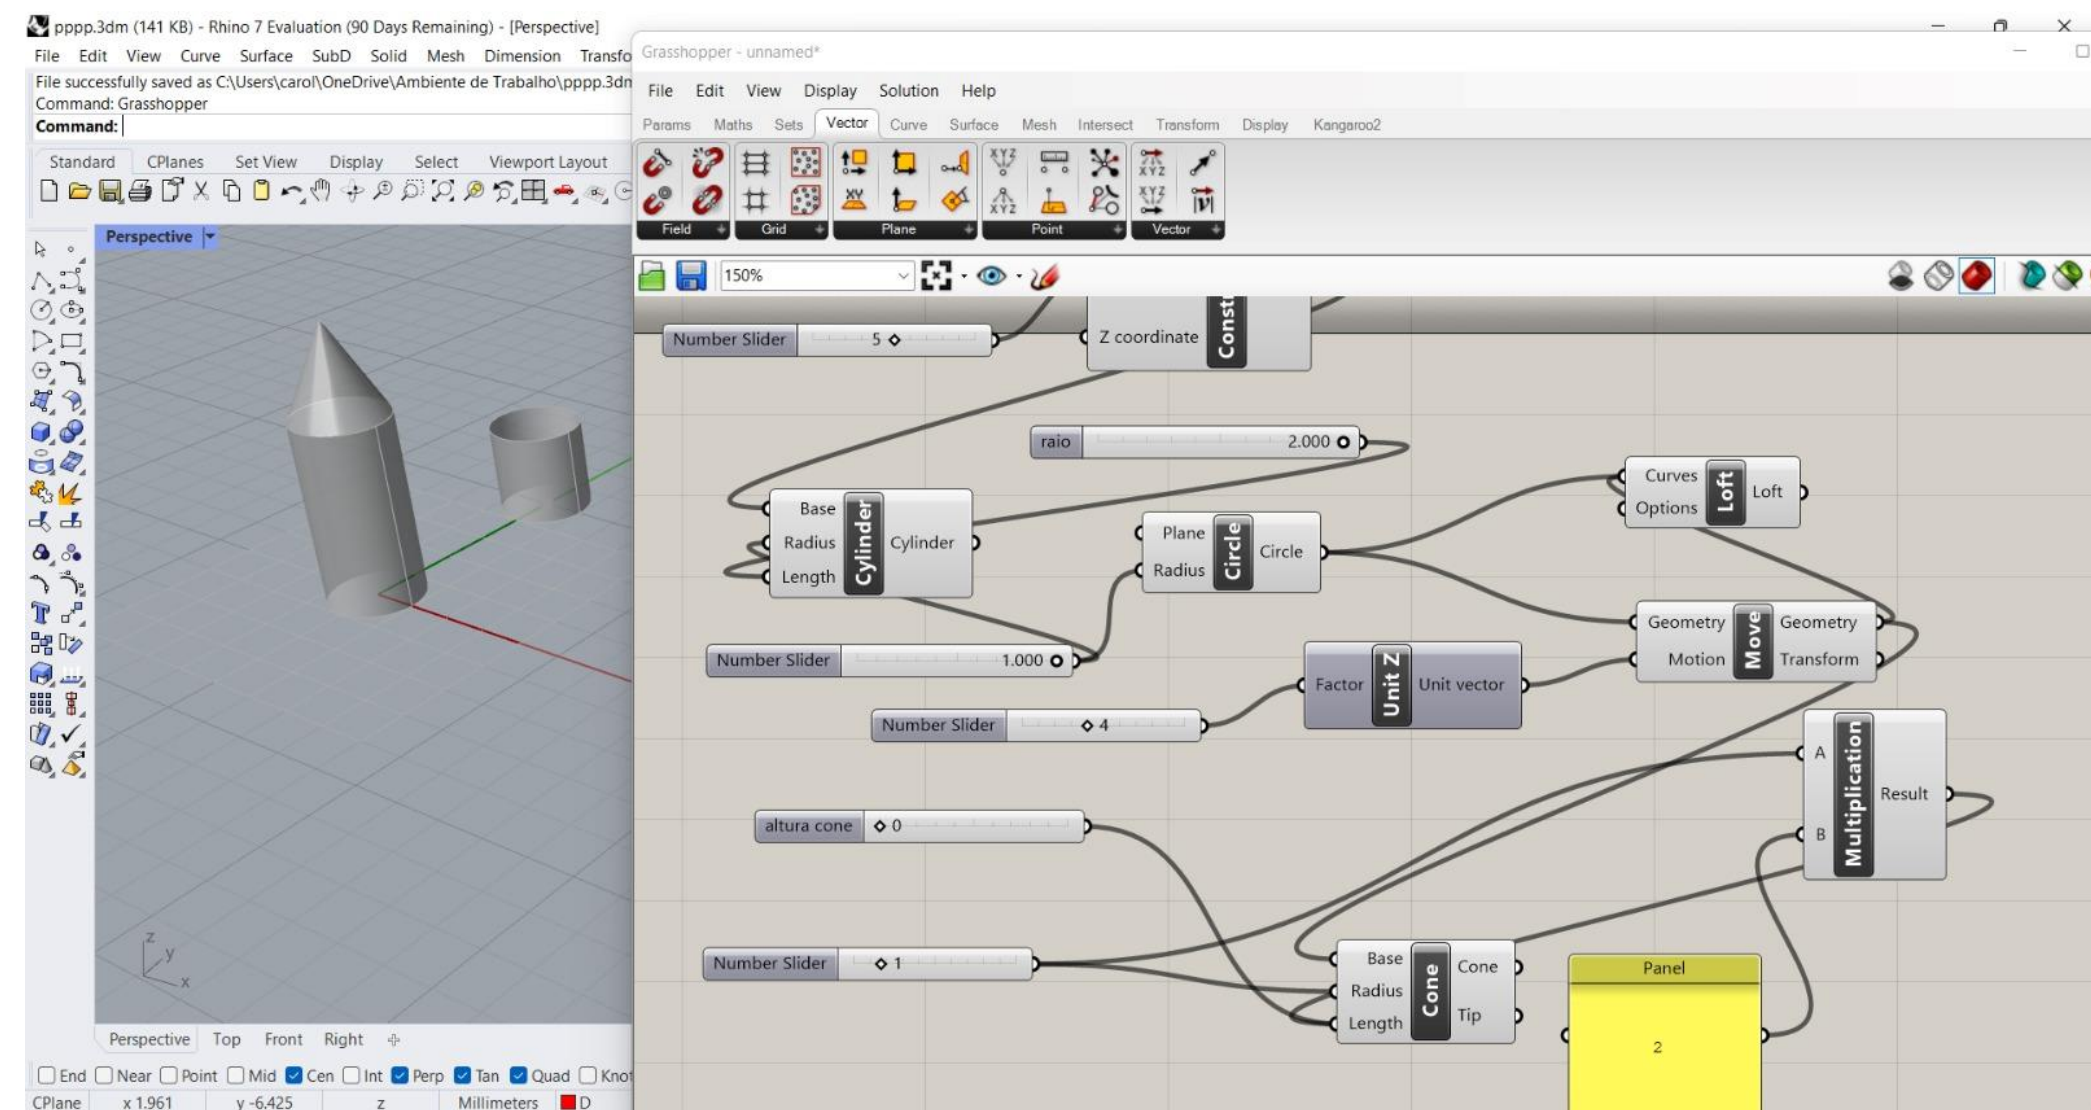 pppp.3dm (141 KB) - Rhino 7 Evaluation (90 Days Remaining) - [Perspective]
File Edit View Curve Surface SubD Solid Mesh Dimension Transfo
File successfully saved as C:\Users\carol\OneDrive\Ambiente de Trabalho\pppp.3dm
Command: Grasshopper
Command:
Standard CPlanes Set View Display Select Viewport Layout
Perspective
z
y
x
Perspective Top Front Right
End Near Point Mid Cen Int Perp Tan Quad Knot
CPlane x 1.961 y -6.425 z Millimeters D
Grasshopper - unnamed*
File Edit View Display Solution Help
Params Maths Sets Vector Curve Surface Mesh Intersect Transform Display Kangaroo2
Field Grid Plane Point Vector
150%
Number Slider 5
Z coordinate
Const
raio 2.000
Base
Radius
Length
Cylinder
Cylinder
Plane
Radius
Circle
Circle
Curves
Options
Loft
Loft
Number Slider 1.000
Geometry
Motion
Move
Geometry
Transform
Factor
Unit Z
Unit vector
Number Slider 4
A
B
Multiplication
Result
altura cone 0
Number Slider 1
Base
Radius
Length
Cone
Cone
Tip
Panel
2